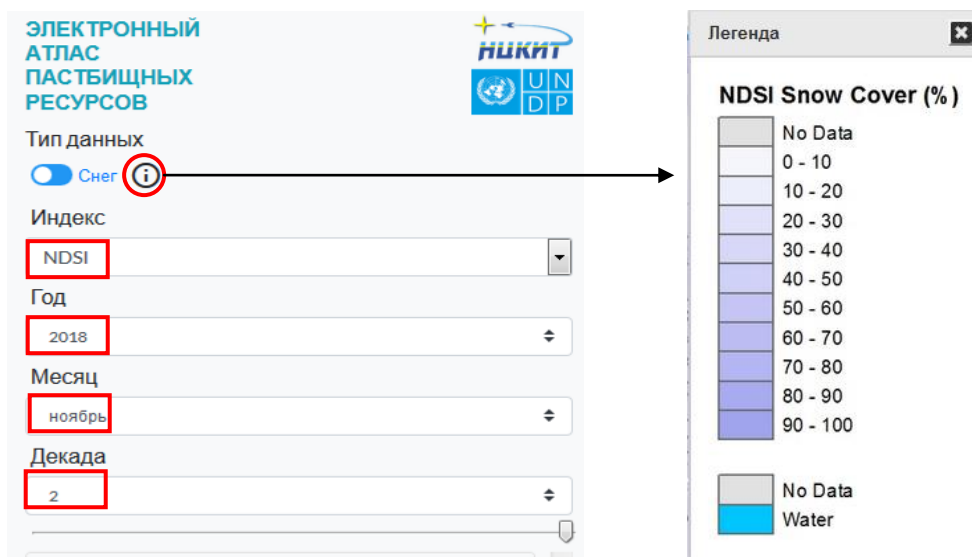 ЭЛЕКТРОННЫЙ
АТЛАС
ПАСТБИЩНЫХ
РЕСУРСОВ
НИКИТ
U N
D P
Тип данных
Снег
Индекс
NDSI
Год
2018
Месяц
ноябрь
Декада
2
Легенда
NDSI Snow Cover (%)
No Data
0 - 10
10 - 20
20 - 30
30 - 40
40 - 50
50 - 60
60 - 70
70 - 80
80 - 90
90 - 100
No Data
Water